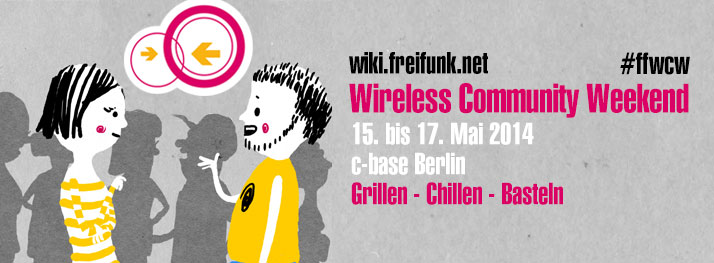 wiki.freifunk.net #ffwcw
Wireless Community Weekend
15. bis 17. Mai 2014
c-base Berlin
Grillen - Chillen - Basteln